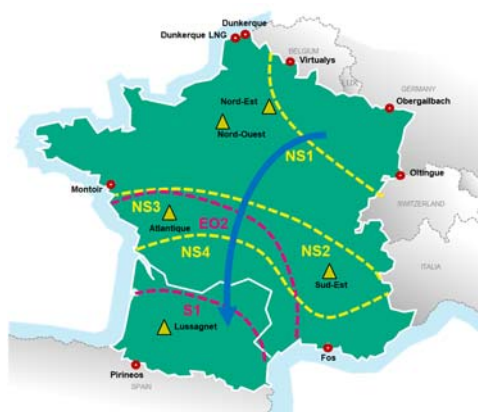 Dunkerque
Dunkerque LNG
BELGIUM
Virtualys
LUX
GERMANY
Nord-Est
Obergailbach
Nord-Ouest
NS1
Oltingue
Montoir
SWITZERLAND
NS3
EO2
Atlantique
NS4
NS2
ITALIA
Sud-Est
S1
Lussagnet
Fos
Pirineos
SPAIN